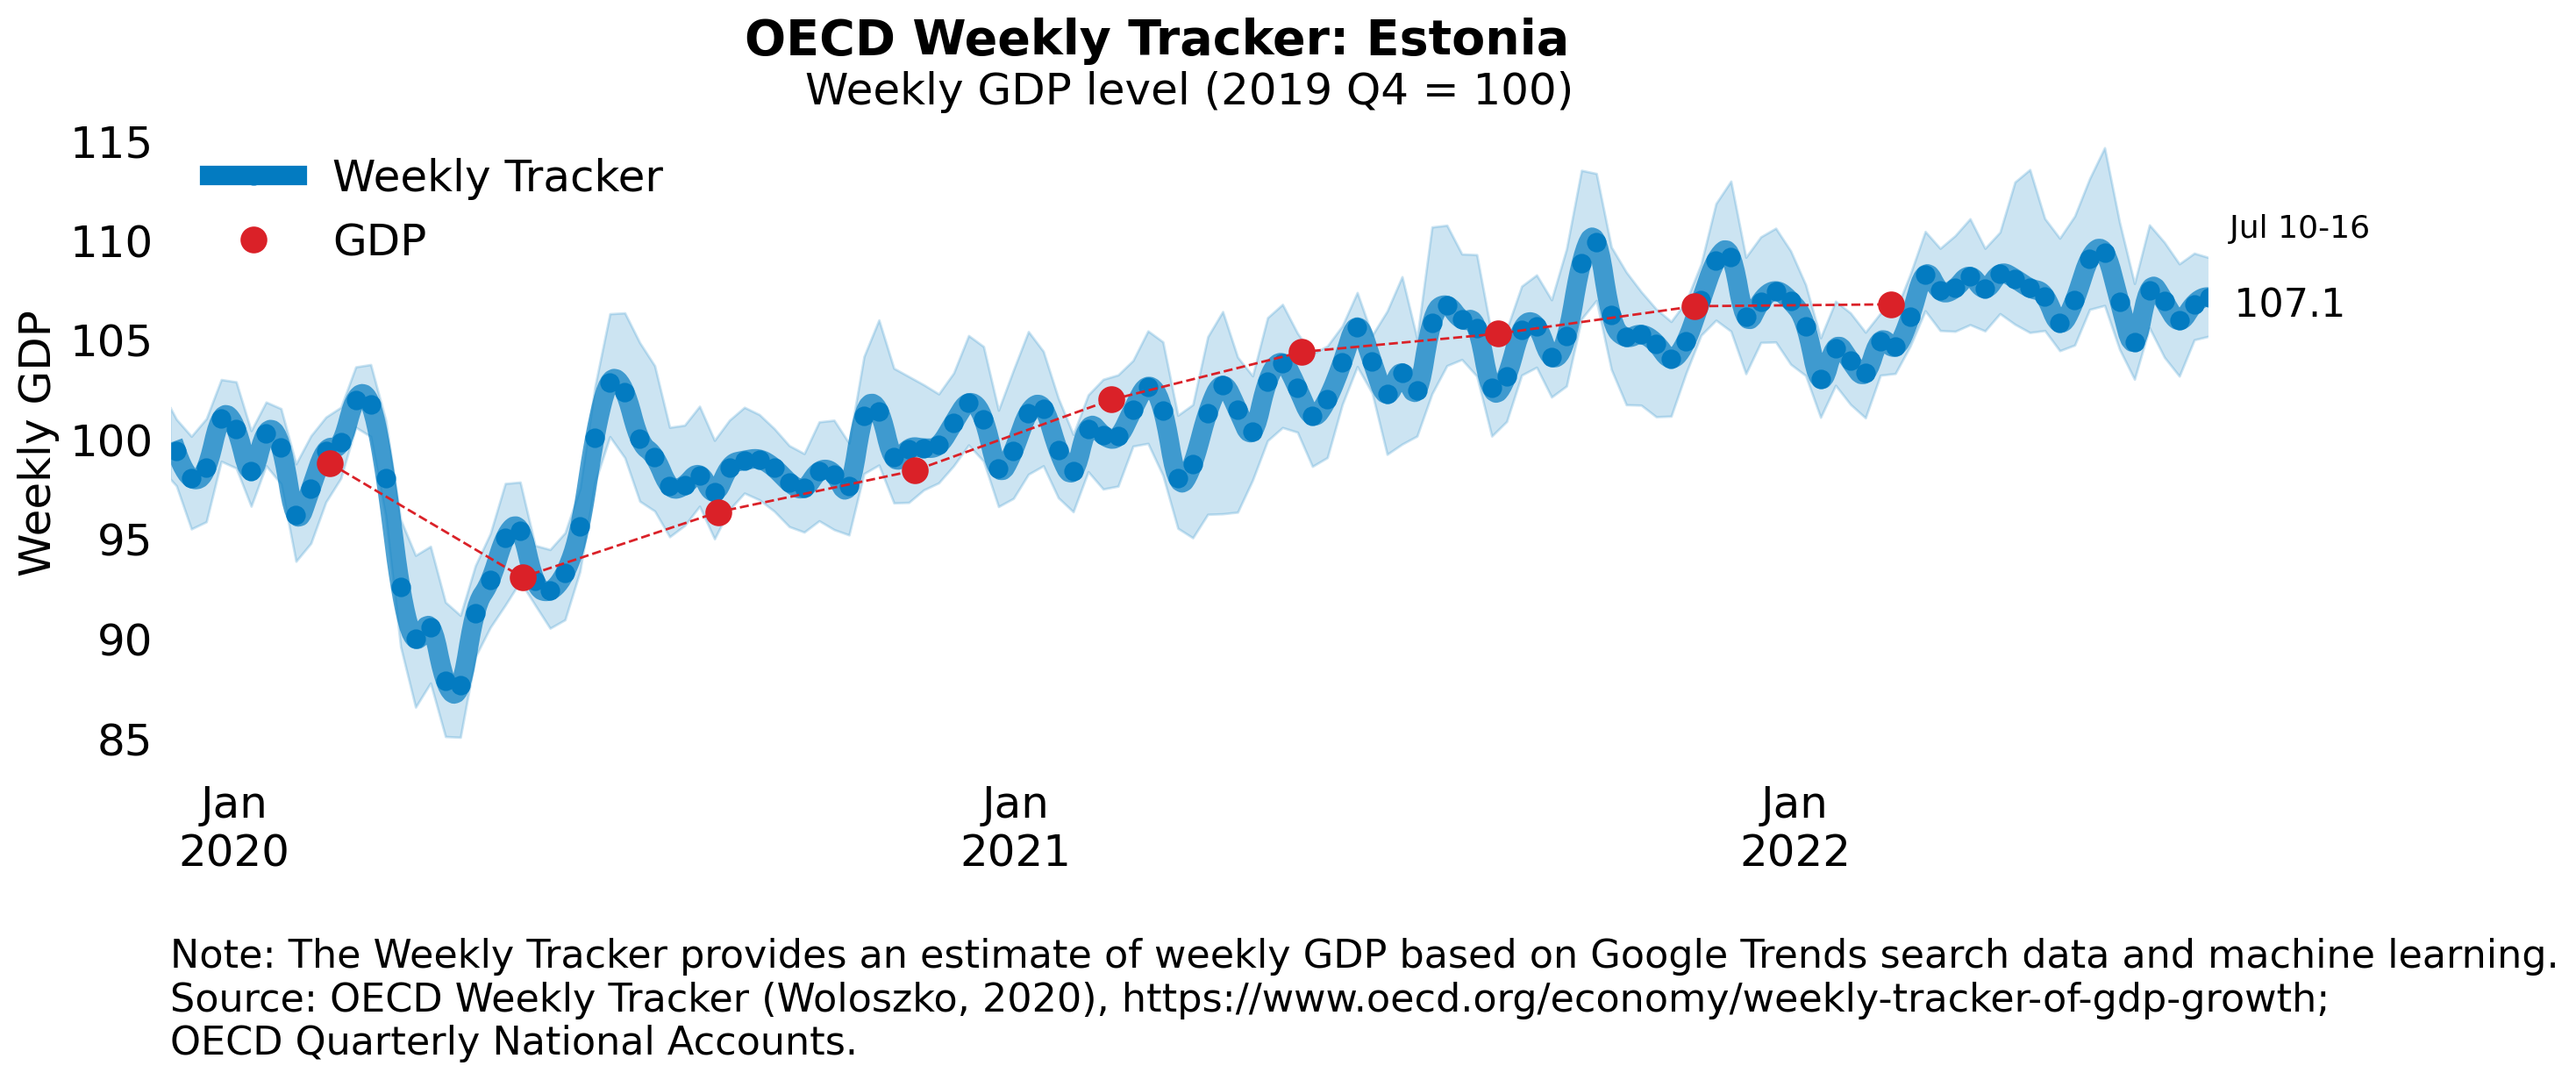 OECD Weekly Tracker: Estonia
Weekly GDP level (2019 Q4 = 100)
Weekly Tracker
GDP
115
110
105
100
95
90
85
Weekly GDP
Jul 10-16
107.1
Jan
2020
Jan
2021
Jan
2022
Note: The Weekly Tracker provides an estimate of weekly GDP based on Google Trends search data and machine learning.
Source: OECD Weekly Tracker (Woloszko, 2020), https://www.oecd.org/economy/weekly-tracker-of-gdp-growth;
OECD Quarterly National Accounts.